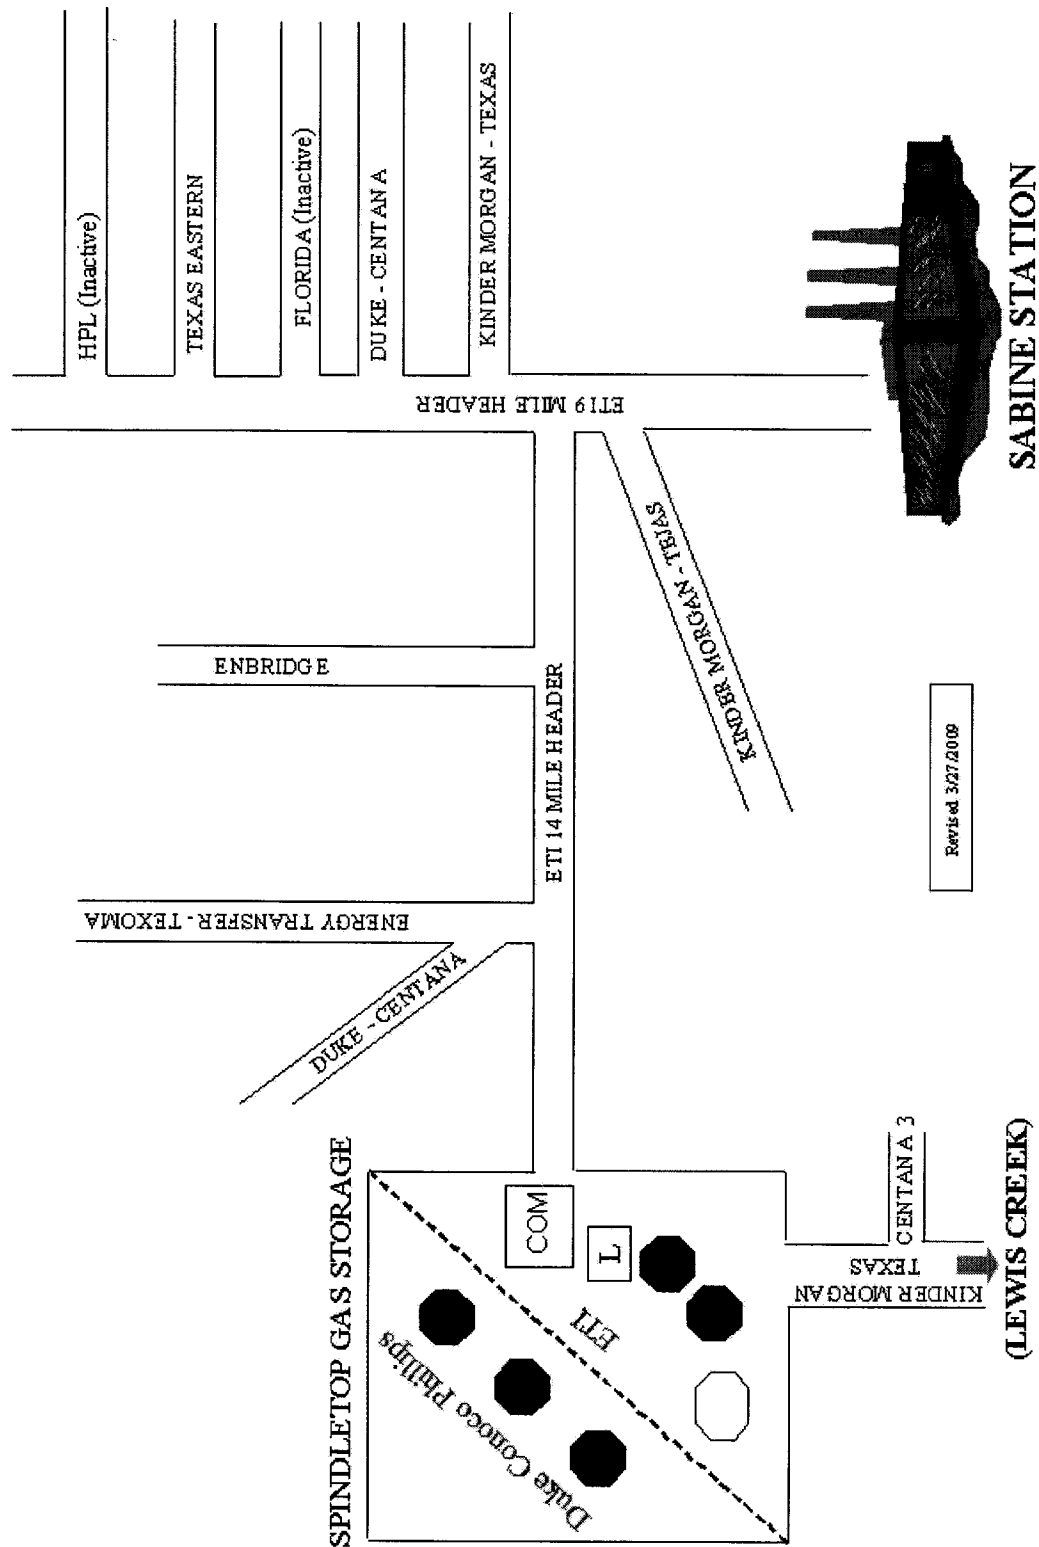 HPL (Inactive)
TEXAS EASTERN
FLORIDA (Inactive)
DUKE - CENTANA
KINDER MORGAN - TEXAS
ETI 9 MILE HEADER
SABINE STATION
KINDER MORGAN - TEJAS
ENBRIDGE
ETI 14 MILE HEADER
ENERGY TRANSFER - TEXOMA
DUKE - CENTANA
Revised 3/27/2009
SPINDLETOP GAS STORAGE
Duke Conoco Phillips
ETI
COM
L
CENTANA 3
KINDER MORGAN
TEXAS
(LEWIS CREEK)